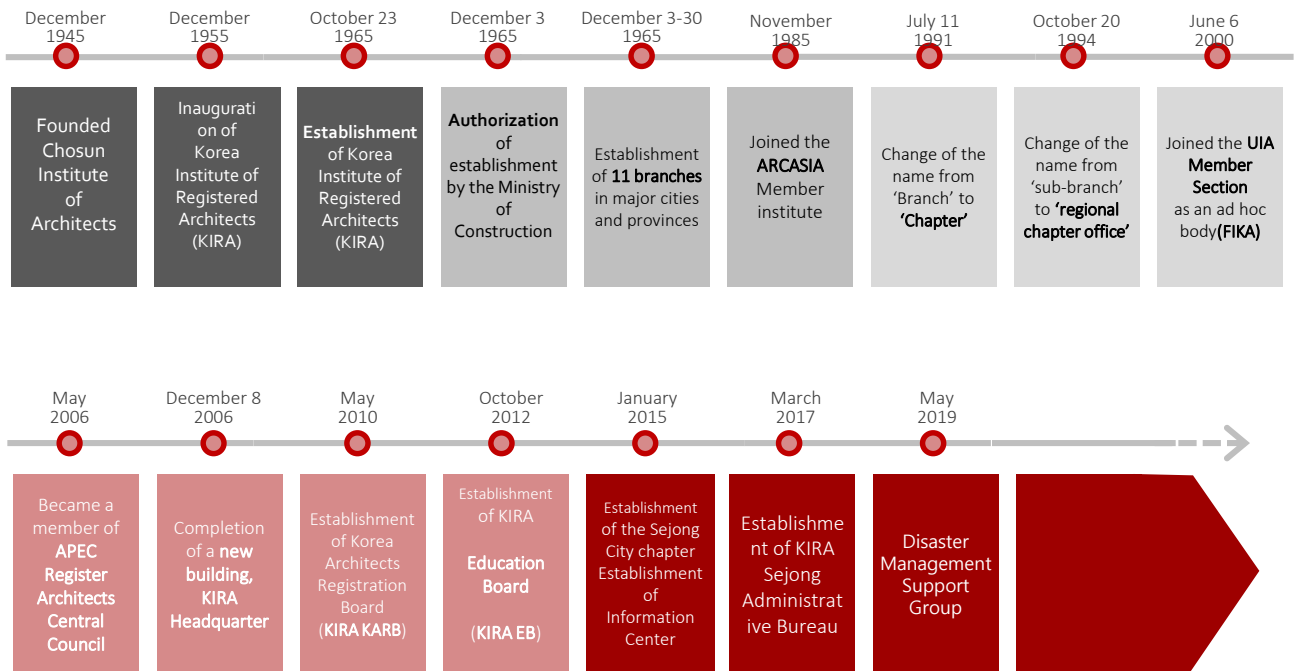 December
1945
December
1955
October 23
1965
December 3
1965
December 3-30
1965
November
1985
July 11
1991
October 20
1994
June 6
2000
Founded
Chosun
Institute
of
Architects
Inaugurati
on of
Korea
Institute of
Registered
Architects
(KIRA)
Establishment
of Korea
Institute of
Registered
Architects
(KIRA)
Authorization
of
establishment
by the Ministry
of
Construction
Establishment
of 11 branches
in major cities
and provinces
Joined the
ARCASIA
Member
institute
Change of the
name from
‘Branch’ to
‘Chapter’
Change of the
name from
‘sub-branch’
to ‘regional
chapter office’
Joined the UIA
Member
Section
as an ad hoc
body(FIKA)
May
2006
December 8
2006
May
2010
October
2012
January
2015
March
2017
May
2019
Became a
member of
APEC
Register
Architects
Central
Council
Completion
of a new
building,
KIRA
Headquarter
Establishment
of Korea
Architects
Registration
Board
(KIRA KARB)
Establishment
of KIRA
Education
Board
(KIRA EB)
Establishment
of the Sejong
City chapter
Establishment
of
Information
Center
Establishme
nt of KIRA
Sejong
Administrat
ive Bureau
Disaster
Management
Support
Group